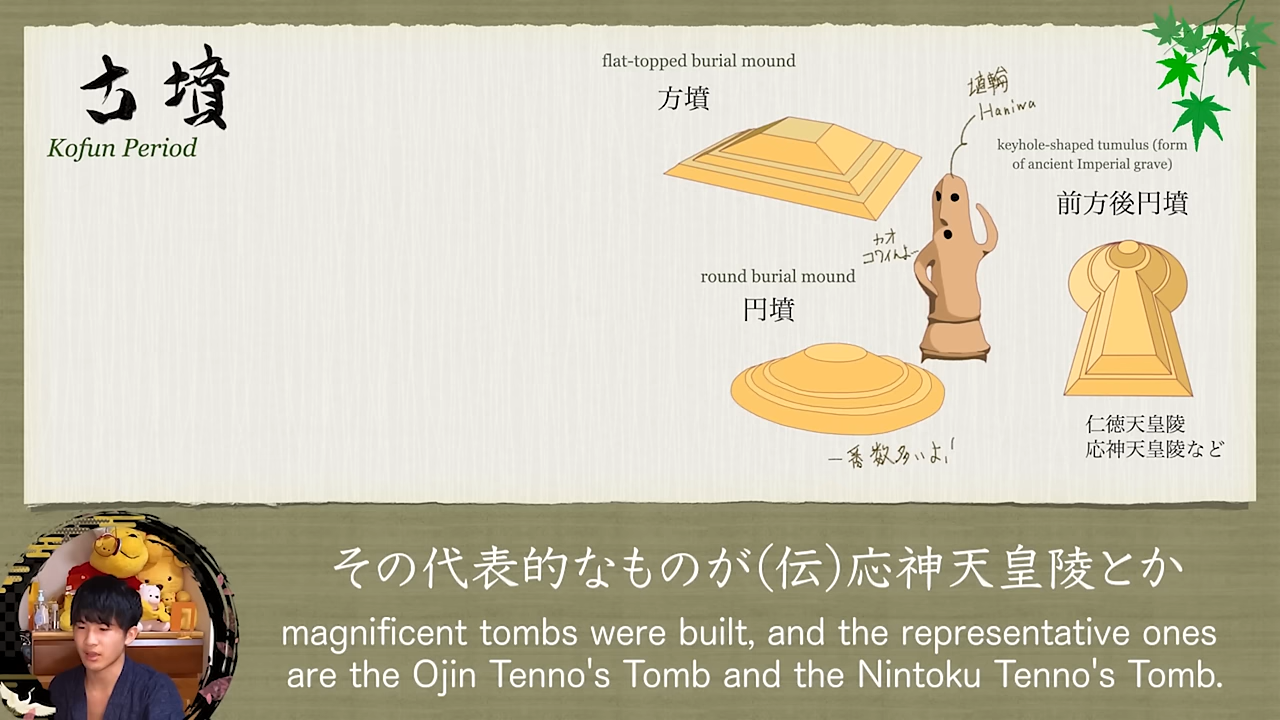 古墳
Kofun Period
flat-topped burial mound
方墳
埴輪
Haniwa
keyhole-shaped tumulus (form
of ancient Imperial grave)
前方後円墳
カオ
コワイんよー
round burial mound
円墳
一番数多いよ!
仁徳天皇陵
応神天皇陵など
その代表的なものが(伝)応神天皇陵とか
magnificent tombs were built, and the representative ones
are the Ojin Tenno's Tomb and the Nintoku Tenno's Tomb.